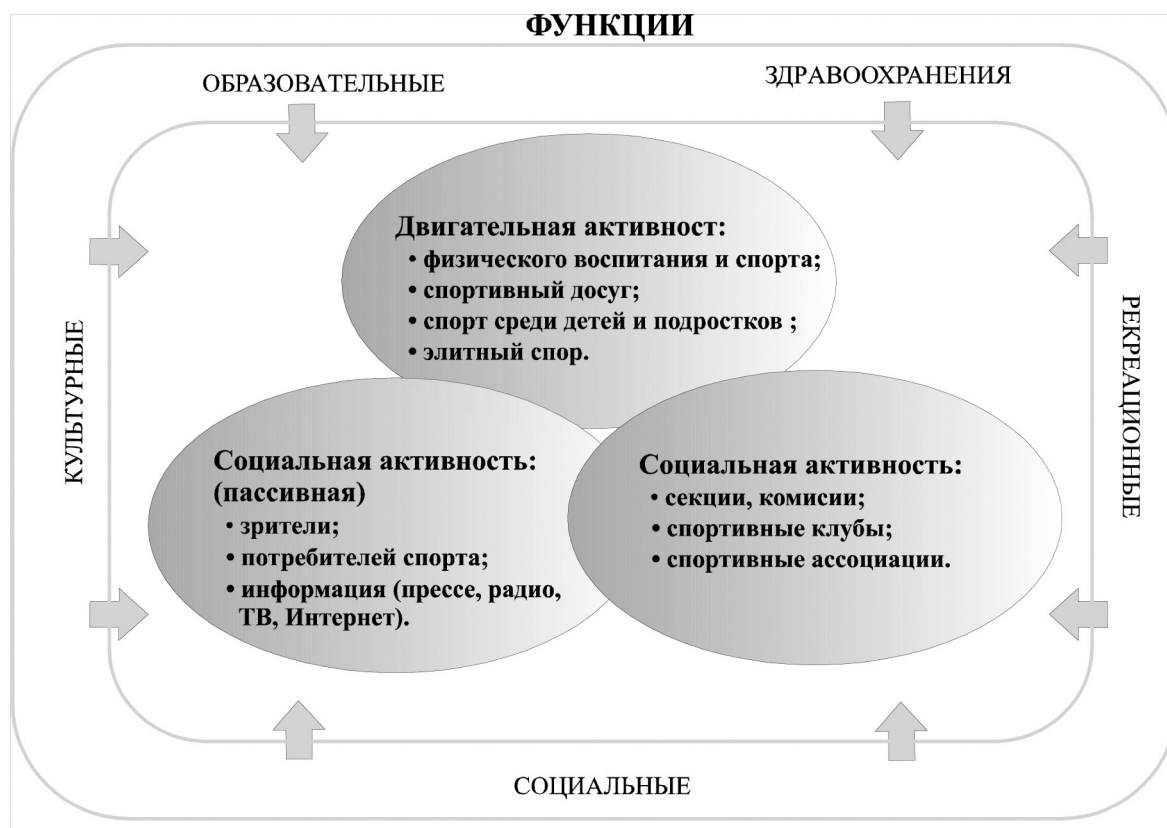 ФУНКЦИИ
ОБРАЗОВАТЕЛЬНЫЕ
ЗДРАВООХРАНЕНИЯ
Двигательная активност:
• физического воспитания и спорта;
• спортивный досуг;
• спорт среди детей и подростков ;
• элитный спор.
КУЛЬТУРНЫЕ
РЕКРЕАЦИОННЫЕ
Социальная активность:
(пассивная)
• зрители;
• потребителей спорта;
• информация (прессе, радио,
ТВ, Интернет).
Социальная активность:
• секции, комисии;
• спортивные клубы;
• спортивные ассоциации.
СОЦИАЛЬНЫЕ